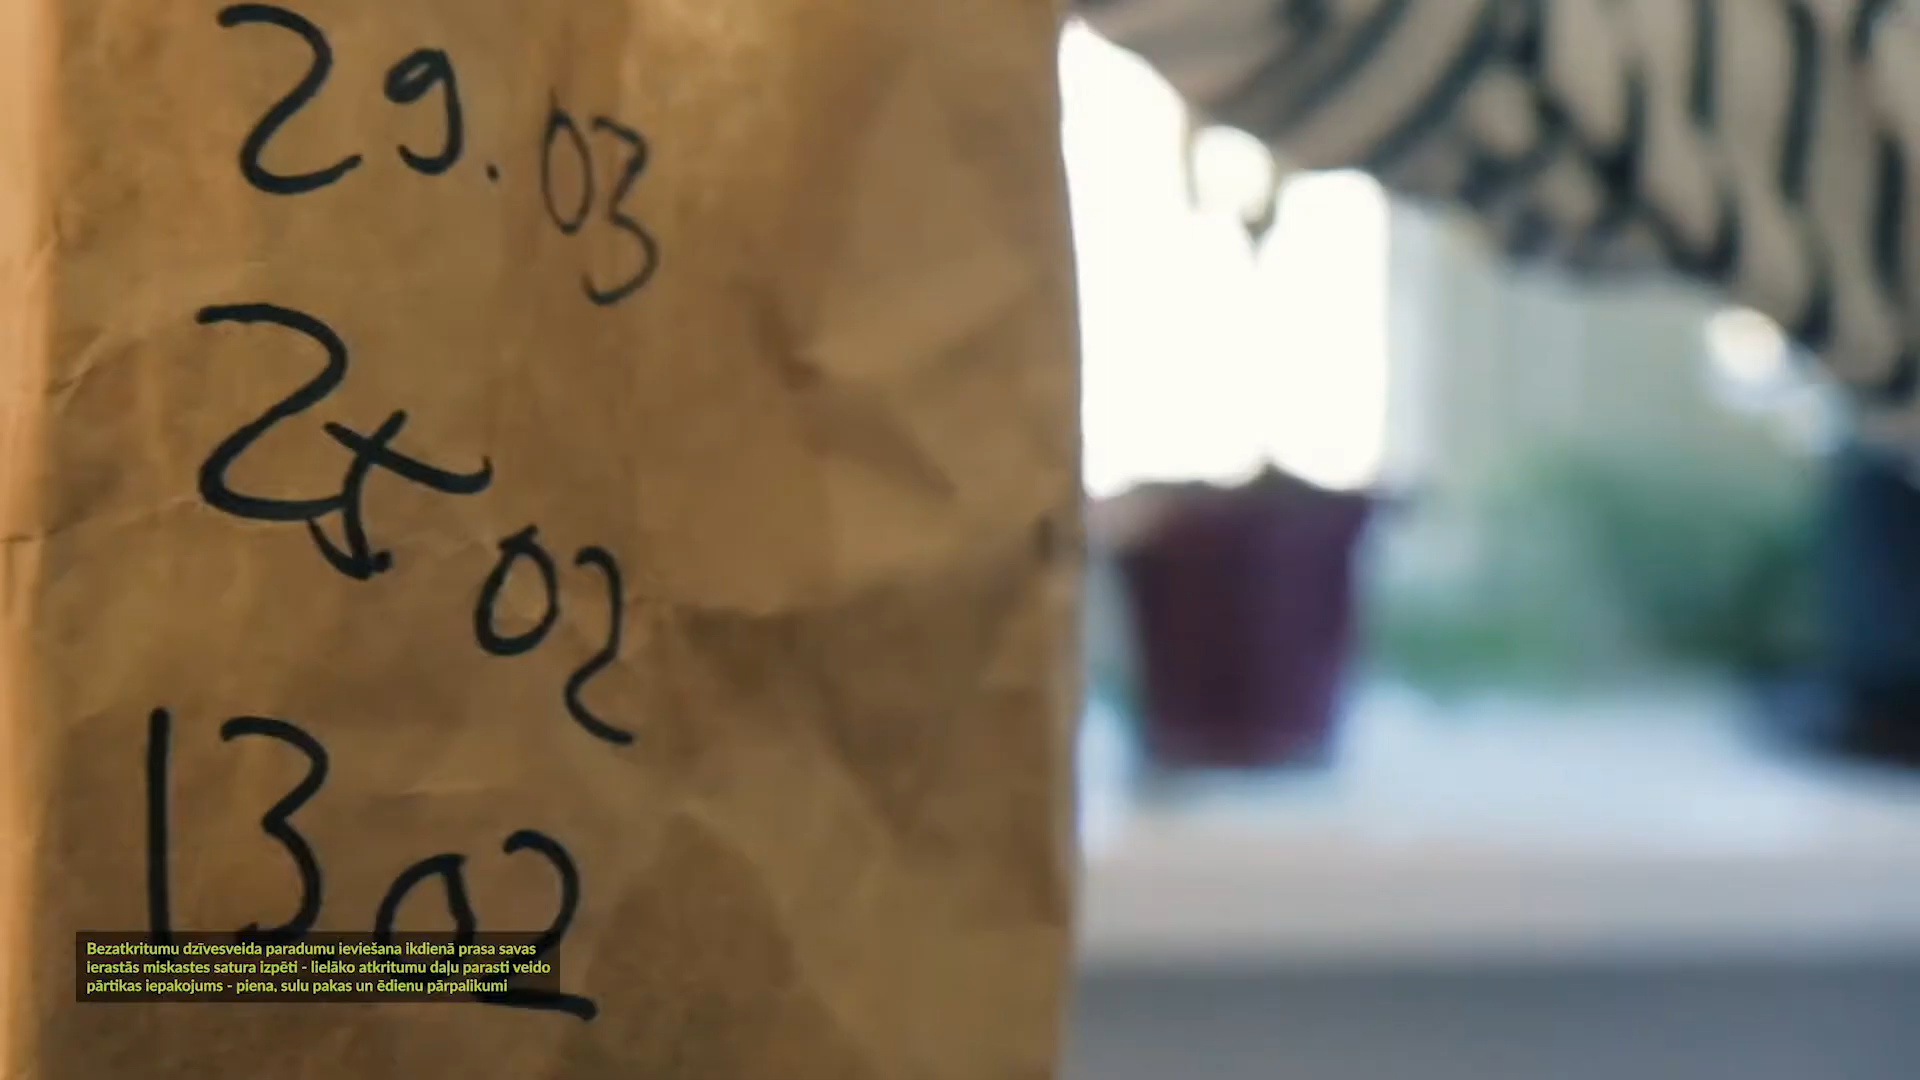 29.03
02
13 02
Bezatkritumu dzīvesveida paradumu ieviešana ikdienā prasa savas
ierastās miskastes satura izpēti - lielāko atkritumu daļu parasti veido
pārtikas iepakojums - piena, sulu pakas un ēdienu pārpalikumi